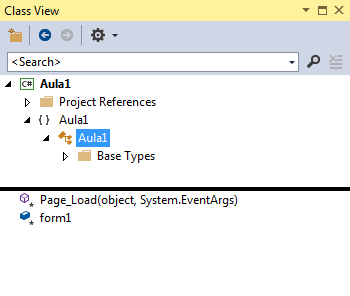 Class View
<Search>
C# Aula1
Project References
{ } Aula1
Aula1
Base Types
Page_Load(object, System.EventArgs)
form1